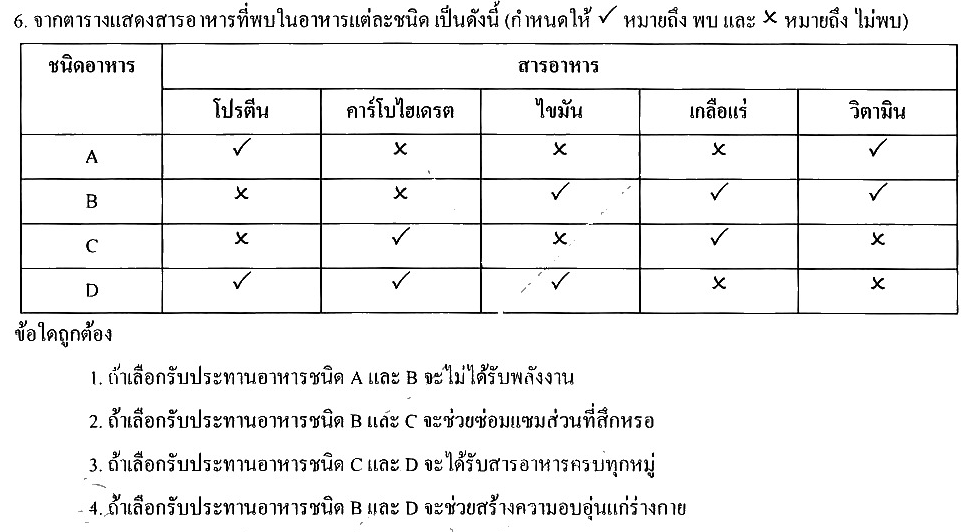 6. จากตารางแสดงสารอาหารที่พบในอาหารแต่ละชนิด เป็นดังนี้ (กำหนดให้ ✓ หมายถึง พบ และ ✗ หมายถึง ไม่พบ)
ชนิดอาหาร สารอาหาร
โปรตีน คาร์โบไฮเดรต ไขมัน เกลือแร่ วิตามิน
A ✓ ✗ ✗ ✗ ✓
B ✗ ✗ ✓ ✓ ✓
C ✗ ✓ ✗ ✓ ✗
D ✓ ✓ ✓ ✗ ✗
ข้อใดถูกต้อง
1. ถ้าเลือกรับประทานอาหารชนิด A และ B จะไม่ได้รับพลังงาน
2. ถ้าเลือกรับประทานอาหารชนิด B และ C จะช่วยซ่อมแซมส่วนที่สึกหรอ
3. ถ้าเลือกรับประทานอาหารชนิด C และ D จะได้รับสารอาหารครบทุกหมู่
4. ถ้าเลือกรับประทานอาหารชนิด B และ D จะช่วยสร้างความอบอุ่นแก่ร่างกาย